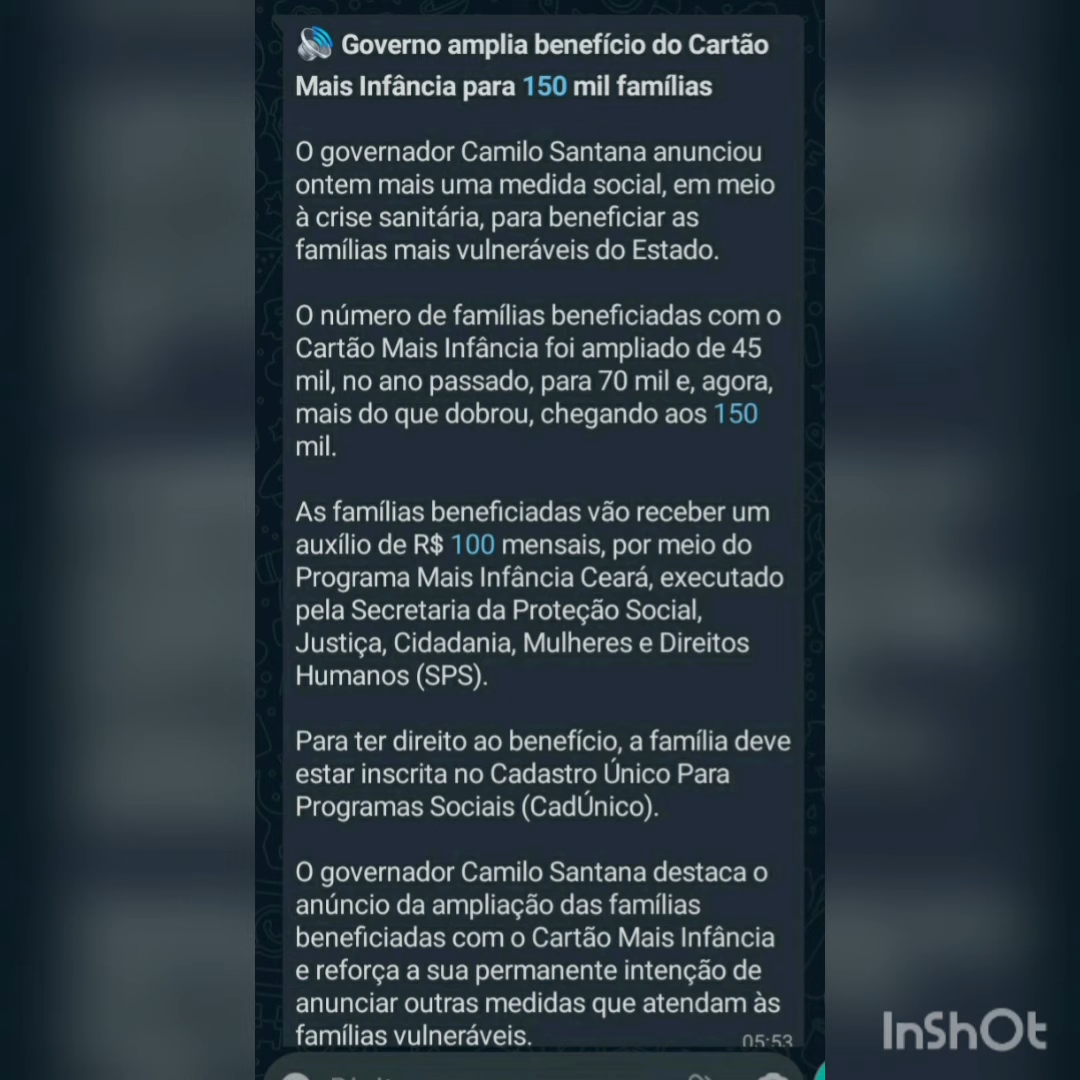 Governo amplia benefício do Cartão
Mais Infância para 150 mil famílias
O governador Camilo Santana anunciou
ontem mais uma medida social, em meio
à crise sanitária, para beneficiar as
famílias mais vulneráveis do Estado.
O número de famílias beneficiadas com o
Cartão Mais Infância foi ampliado de 45
mil, no ano passado, para 70 mil e, agora,
mais do que dobrou, chegando aos 150
mil.
As famílias beneficiadas vão receber um
auxílio de R$ 100 mensais, por meio do
Programa Mais Infância Ceará, executado
pela Secretaria da Proteção Social,
Justiça, Cidadania, Mulheres e Direitos
Humanos (SPS).
Para ter direito ao benefício, a família deve
estar inscrita no Cadastro Único Para
Programas Sociais (CadÚnico).
O governador Camilo Santana destaca o
anúncio da ampliação das famílias
beneficiadas com o Cartão Mais Infância
e reforça a sua permanente intenção de
anunciar outras medidas que atendam às
famílias vulneráveis.
05:53
InShOt